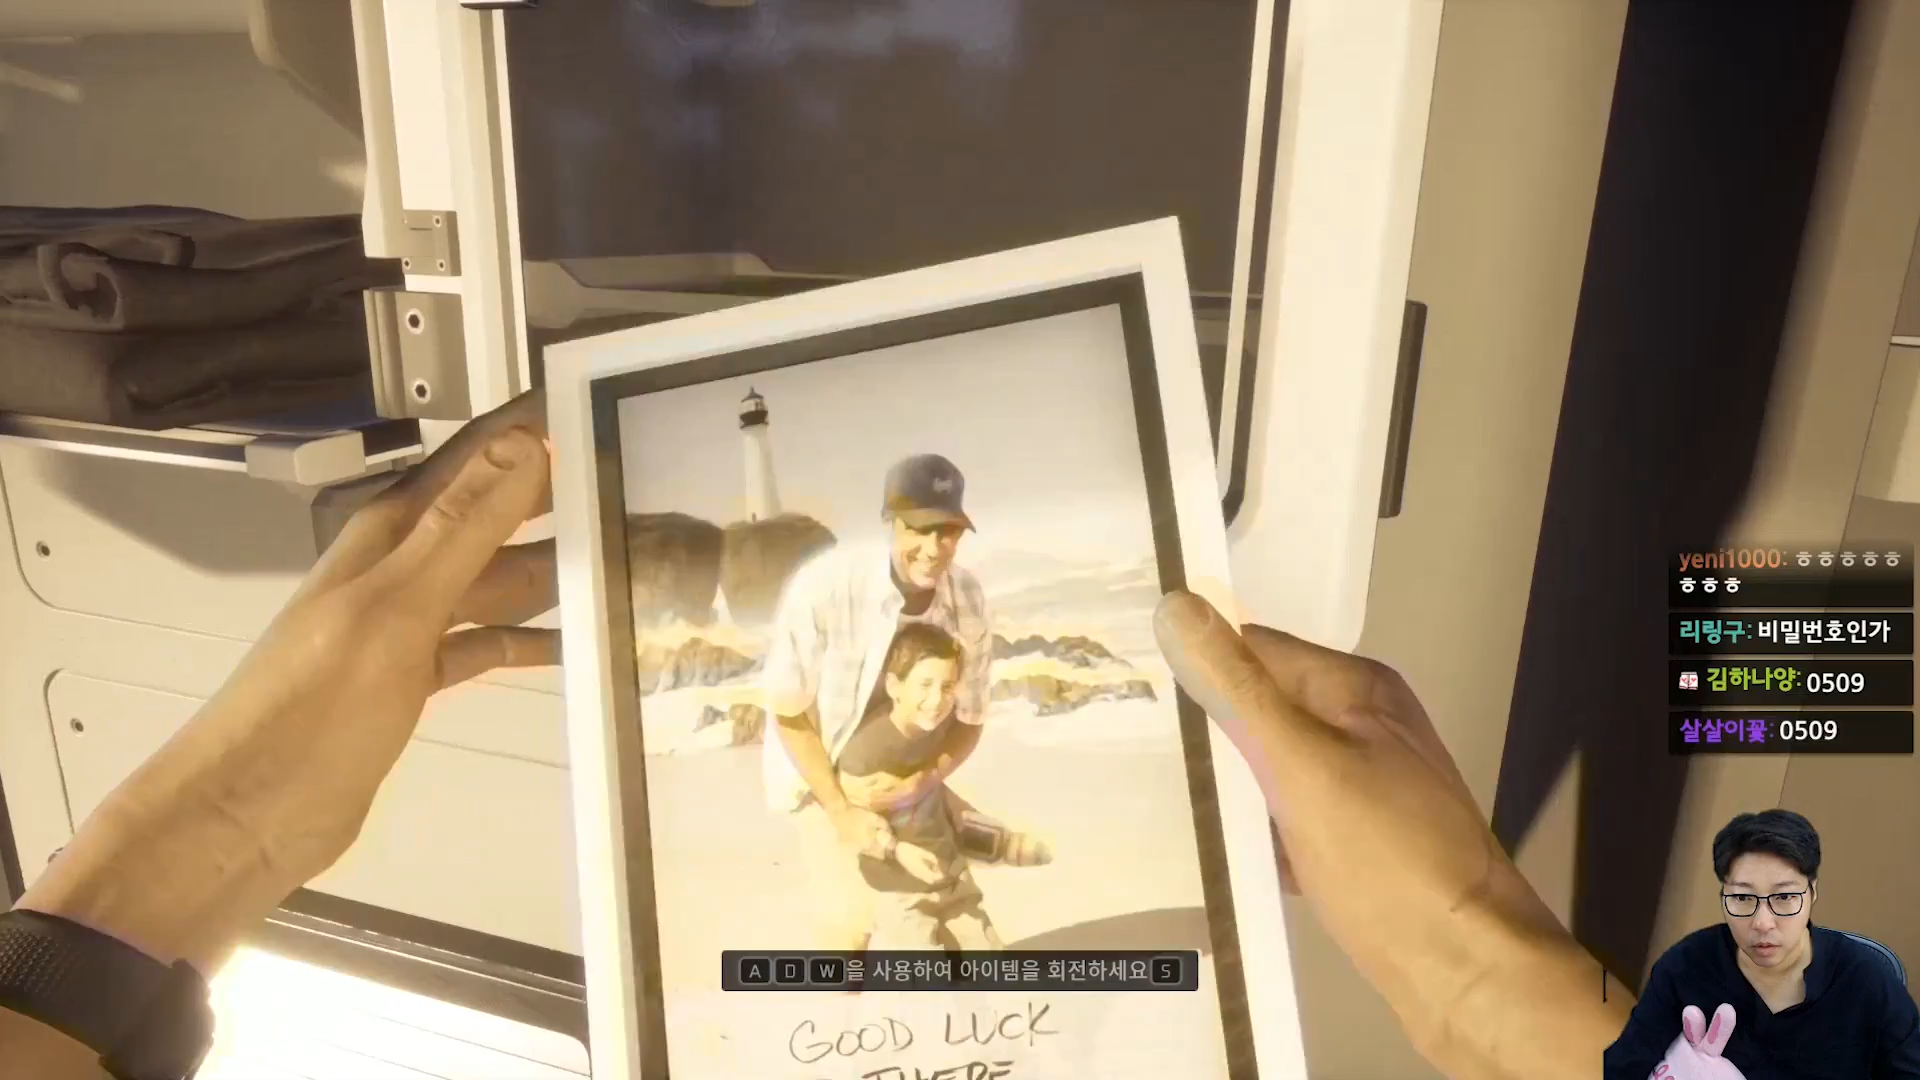 yeni1000: ㅎㅎㅎㅎㅎ
ㅎㅎㅎ
리링구: 비밀번호인가
김하나양: 0509
살살이꽃: 0509
A D W 을 사용하여 아이템을 회전하세요 S
GOOD LUCK
THERE